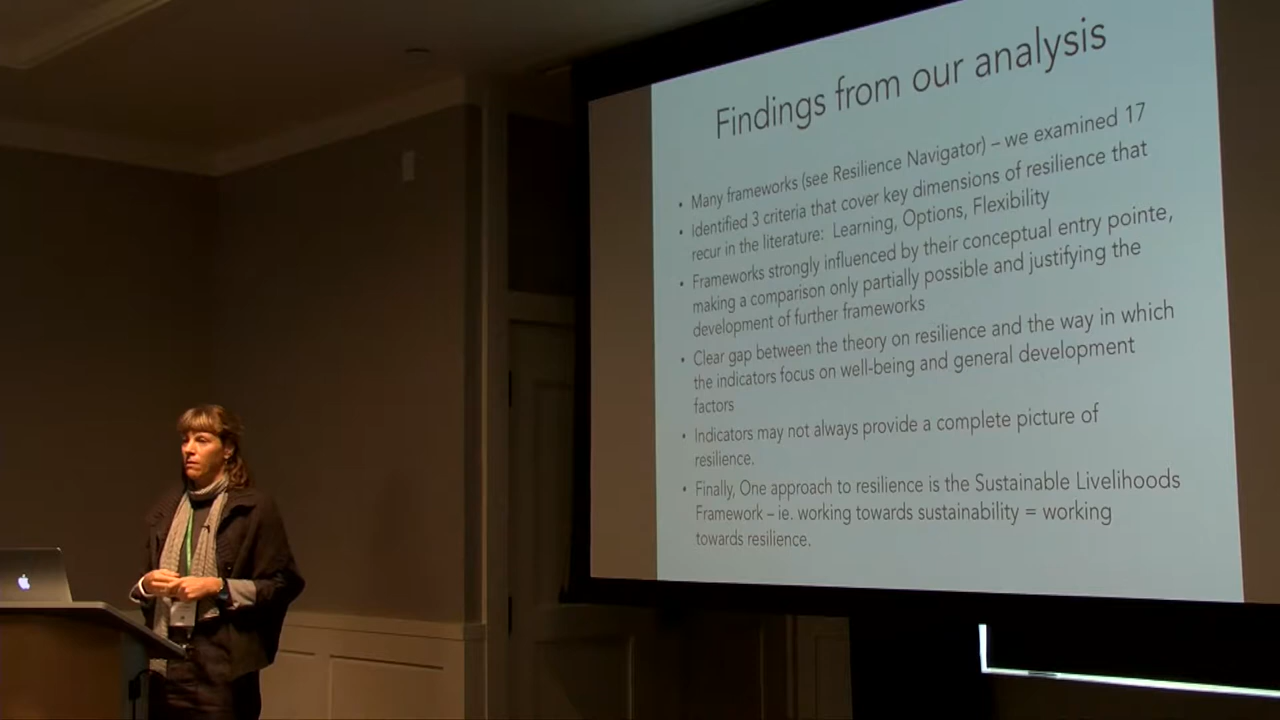 Findings from our analysis
• Many frameworks (see Resilience Navigator) – we examined 17
• Identified 3 criteria that cover key dimensions of resilience that
recur in the literature: Learning, Options, Flexibility
• Frameworks strongly influenced by their conceptual entry pointe,
making a comparison only partially possible and justifying the
development of further frameworks
• Clear gap between the theory on resilience and the way in which
the indicators focus on well-being and general development
factors
• Indicators may not always provide a complete picture of
resilience.
• Finally, One approach to resilience is the Sustainable Livelihoods
Framework – ie. working towards sustainability = working
towards resilience.